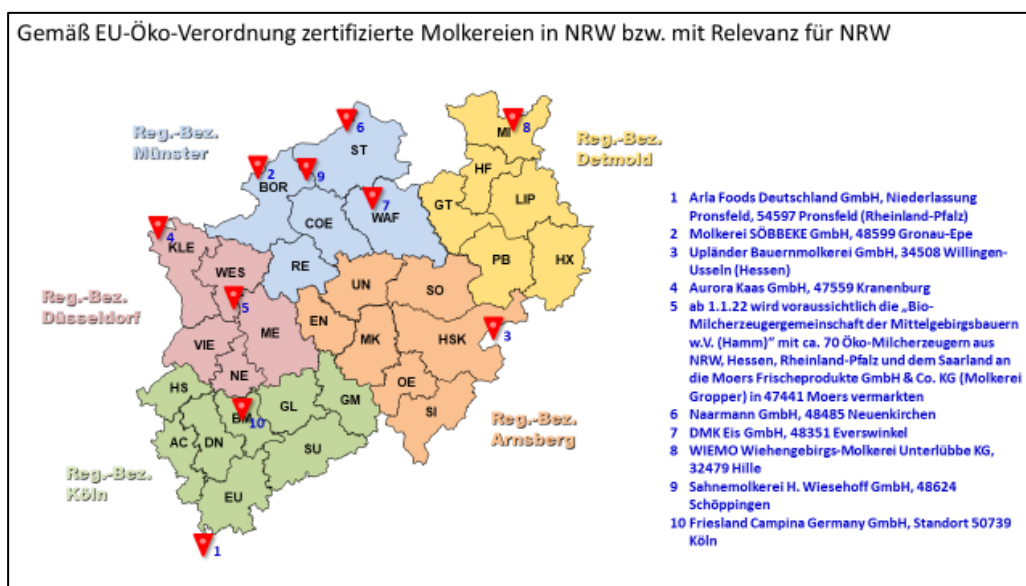 Gemäß EU-Öko-Verordnung zertifizierte Molkereien in NRW bzw. mit Relevanz für NRW
Reg.-Bez.
Münster
Reg.-Bez.
Detmold
Reg.-Bez.
Düsseldorf
Reg.-Bez.
Arnsberg
Reg.-Bez.
Köln
6
ST
MI
8
2
BOR
9
HF
7
WAF
GT
LIP
COE
4
KLE
RE
PB
HX
WES
UN
SO
5
ME
EN
MK
HSK
3
VIE
NE
OE
HS
BM
10
GL
GM
SI
AC
DN
SU
EU
1
1 Arla Foods Deutschland GmbH, Niederlassung
Pronsfeld, 54597 Pronsfeld (Rheinland-Pfalz)
2 Molkerei SÖBBEKE GmbH, 48599 Gronau-Epe
3 Upländer Bauernmolkerei GmbH, 34508 Willingen-
Usseln (Hessen)
4 Aurora Kaas GmbH, 47559 Kranenburg
5 ab 1.1.22 wird voraussichtlich die „Bio-
Milcherzeugergemeinschaft der Mittelgebirgsbauern
w.V. (Hamm)“ mit ca. 70 Öko-Milcherzeugern aus
NRW, Hessen, Rheinland-Pfalz und dem Saarland an
die Moers Frischeprodukte GmbH & Co. KG (Molkerei
Gropper) in 47441 Moers vermarkten
6 Naarmann GmbH, 48485 Neuenkirchen
7 DMK Eis GmbH, 48351 Everswinkel
8 WIEMO Wiehengebirgs-Molkerei Unterlübbe KG,
32479 Hille
9 Sahnemolkerei H. Wiesehoff GmbH, 48624
Schöppingen
10 Friesland Campina Germany GmbH, Standort 50739
Köln